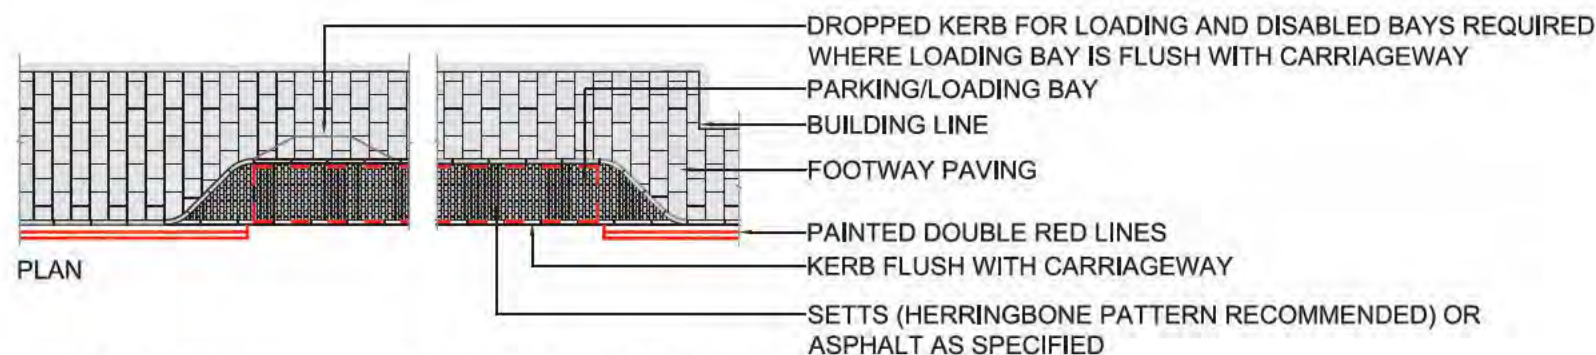 DROPPED KERB FOR LOADING AND DISABLED BAYS REQUIRED
WHERE LOADING BAY IS FLUSH WITH CARRIAGEWAY
PARKING/LOADING BAY
BUILDING LINE
FOOTWAY PAVING
PAINTED DOUBLE RED LINES
KERB FLUSH WITH CARRIAGEWAY
PLAN
SETTS (HERRINGBONE PATTERN RECOMMENDED) OR
ASPHALT AS SPECIFIED